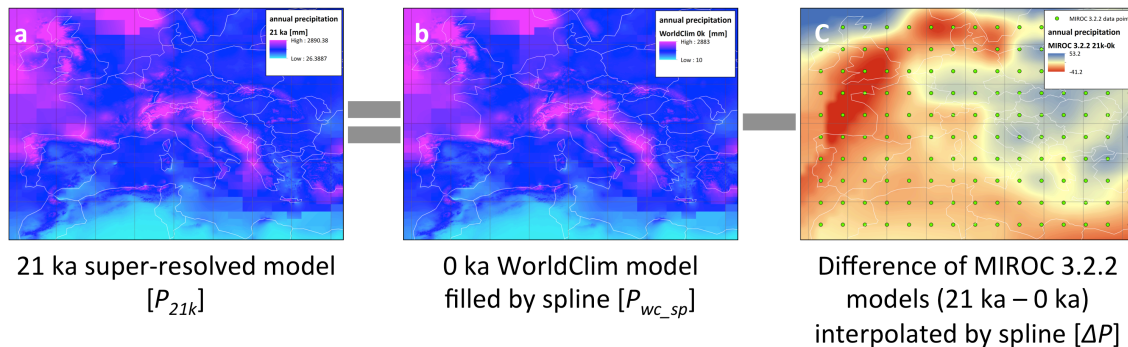 a
annual precipitation
21 ka [mm]
High : 2890.38
Low : 26.3887
b
annual precipitation
WorldClim 0k [mm]
High : 2883
Low : 10
c
MIROC 3.2.2 data point
annual precipitation
MIROC 3.2.2 21k-0k
53.2
-41.2
21 ka super-resolved model
[P21k]
0 ka WorldClim model
filled by spline [Pwc_sp]
Difference of MIROC 3.2.2
models (21 ka – 0 ka)
interpolated by spline [ΔP]